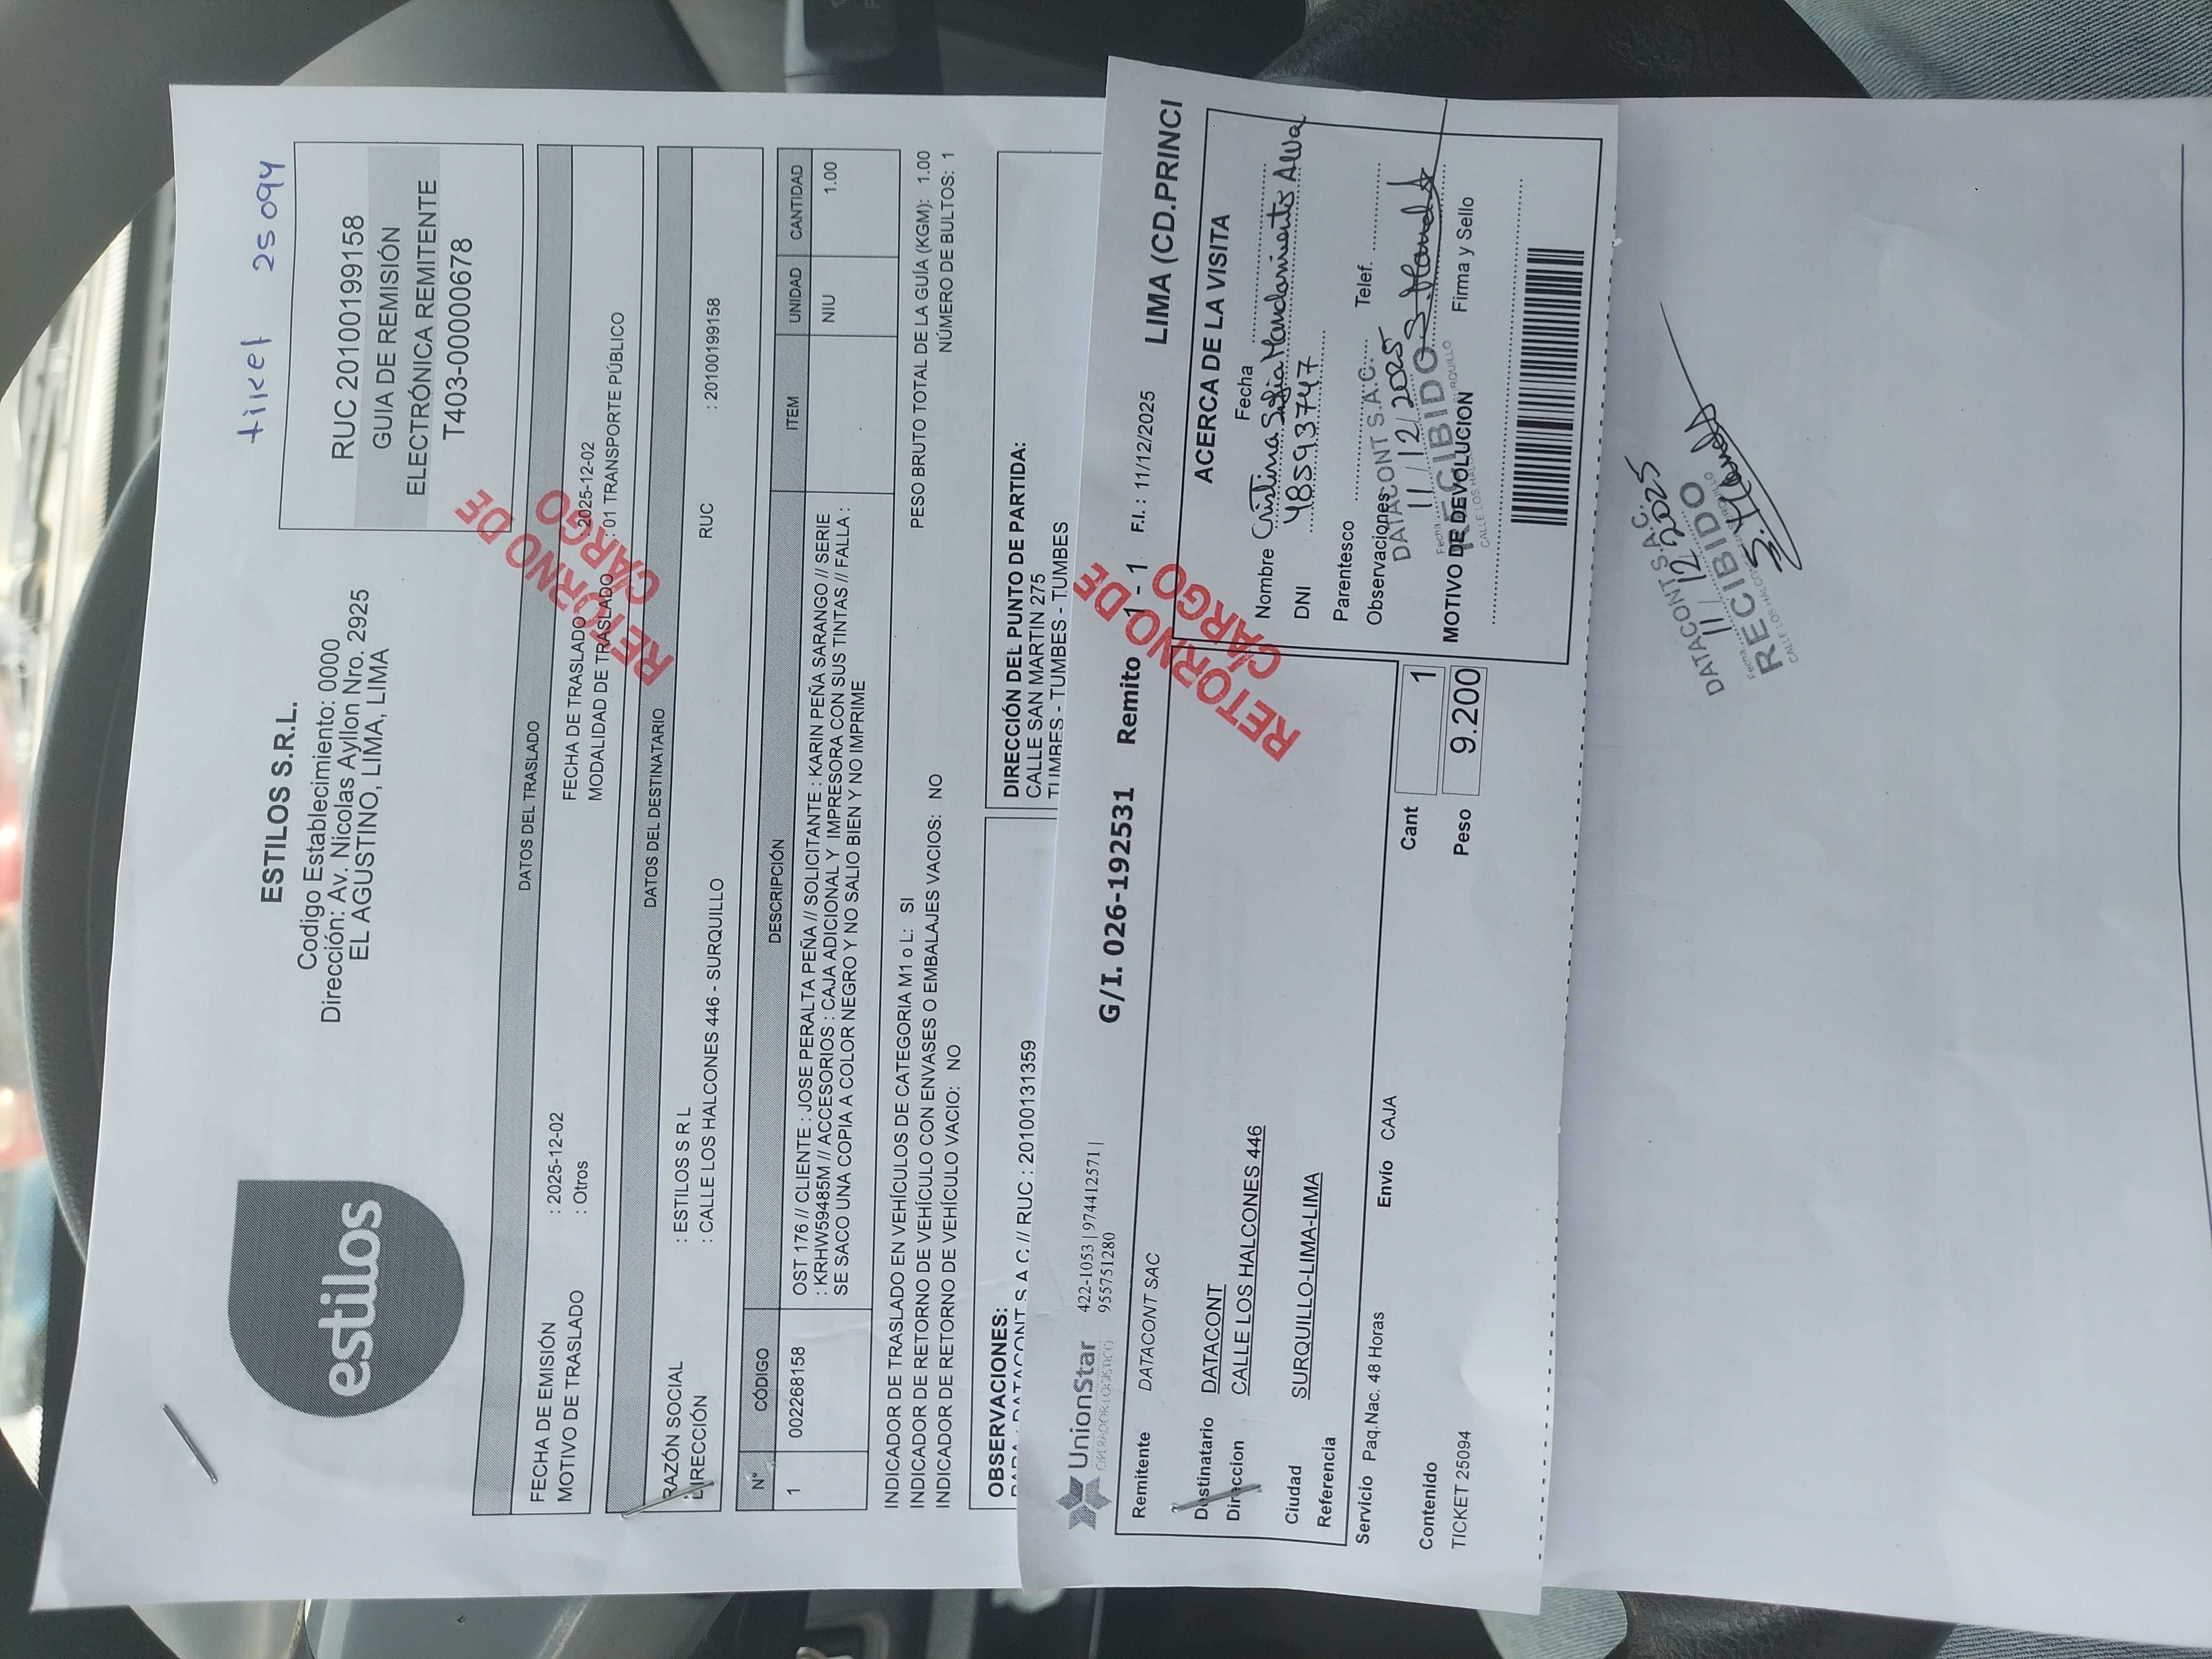 tiket 25094
estilos
ESTILOS S.R.L.
Codigo Establecimiento: 0000
Dirección: Av. Nicolas Ayllon Nro. 2925
EL AGUSTINO, LIMA, LIMA
RUC 20100199158
GUIA DE REMISIÓN
ELECTRÓNICA REMITENTE
T403-00000678
RETORNO DE
CARGO
DATOS DEL TRASLADO
FECHA DE EMISIÓN : 2025-12-02 FECHA DE TRASLADO : 2025-12-02
MOTIVO DE TRASLADO : Otros MODALIDAD DE TRASLADO : 01 TRANSPORTE PÚBLICO
DATOS DEL DESTINATARIO
RAZÓN SOCIAL : ESTILOS S R L RUC : 20100199158
DIRECCIÓN : CALLE LOS HALCONES 446 - SURQUILLO
Nº CÓDIGO DESCRIPCIÓN ITEM UNIDAD CANTIDAD
1 002268158 OST 176 // CLIENTE : JOSE PERALTA PEÑA // SOLICITANTE : KARIN PEÑA SARANGO // SERIE NIU 1.00
: KRHW59485M // ACCESORIOS : CAJA ADICIONAL Y IMPRESORA CON SUS TINTAS // FALLA :
SE SACO UNA COPIA A COLOR NEGRO Y NO SALIO BIEN Y NO IMPRIME
INDICADOR DE TRASLADO EN VEHÍCULOS DE CATEGORIA M1 o L: SI PESO BRUTO TOTAL DE LA GUÍA (KGM): 1.00
INDICADOR DE RETORNO DE VEHÍCULO CON ENVASES O EMBALAJES VACIOS: NO NÚMERO DE BULTOS: 1
INDICADOR DE RETORNO DE VEHÍCULO VACIO: NO
OBSERVACIONES:
PARA : DATACONT S A C // RUC : 20100131359
DIRECCIÓN DEL PUNTO DE PARTIDA:
CALLE SAN MARTIN 275
TUMBES - TUMBES - TUMBES
UnionStar
OPERADOR LOGISTICO
422-1053 | 974412571 |
955751280
G/I. 026-192531 Remito 1 - 1 F.I. : 11/12/2025 LIMA (CD.PRINCI
RETORNO DE
CARGO
Remitente DATACONT SAC
Destinatario DATACONT
Direccion CALLE LOS HALCONES 446
Ciudad SURQUILLO-LIMA-LIMA
Referencia
Servicio Paq.Nac. 48 Horas Envío CAJA
Contenido
TICKET 25094
Cant 1
Peso 9.200
ACERCA DE LA VISITA
Fecha
Nombre Cristina Sofia Mandamiento Alva
DNI 48593747
Parentesco
Observaciones Telef.
DATACONT S.A.C.
Fecha 11/12/2025
RECIBIDO
MOTIVO DE DEVOLUCION Firma y Sello
DATACONT S.A.C.
Fecha 11/12/2025
RECIBIDO